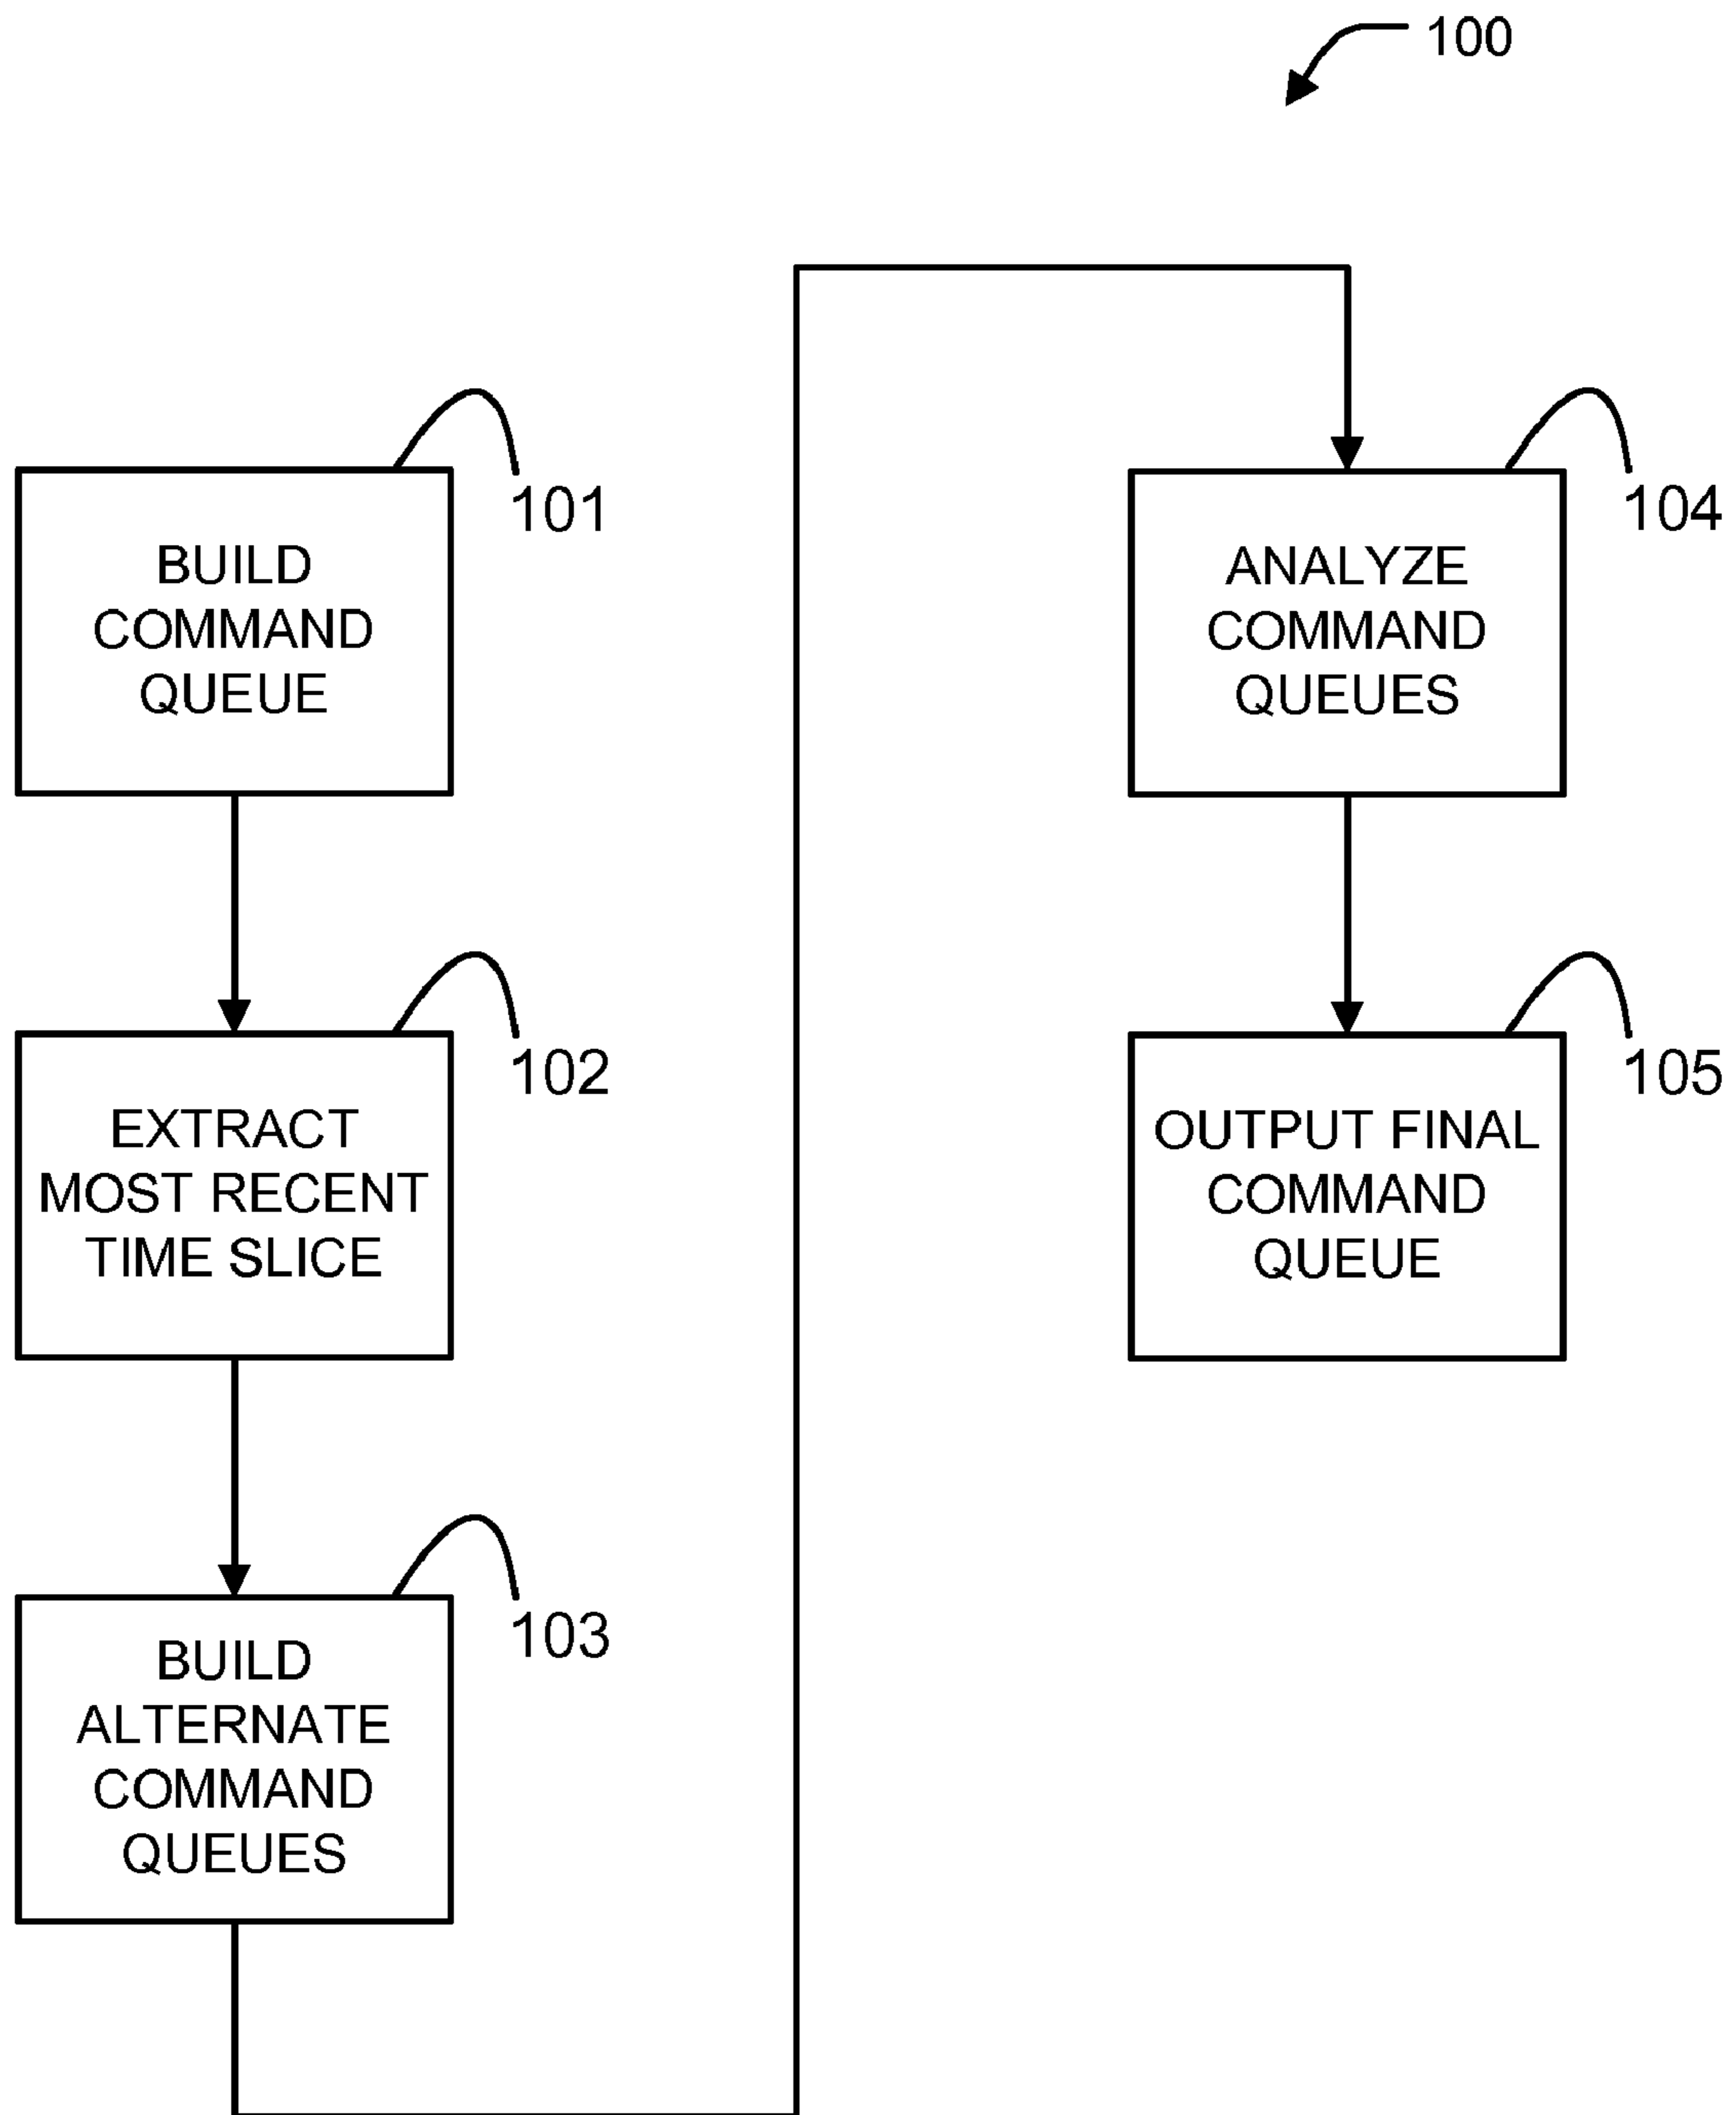 100
101
BUILD
COMMAND
QUEUE
102
EXTRACT
MOST RECENT
TIME SLICE
103
BUILD
ALTERNATE
COMMAND
QUEUES
104
ANALYZE
COMMAND
QUEUES
105
OUTPUT FINAL
COMMAND
QUEUE